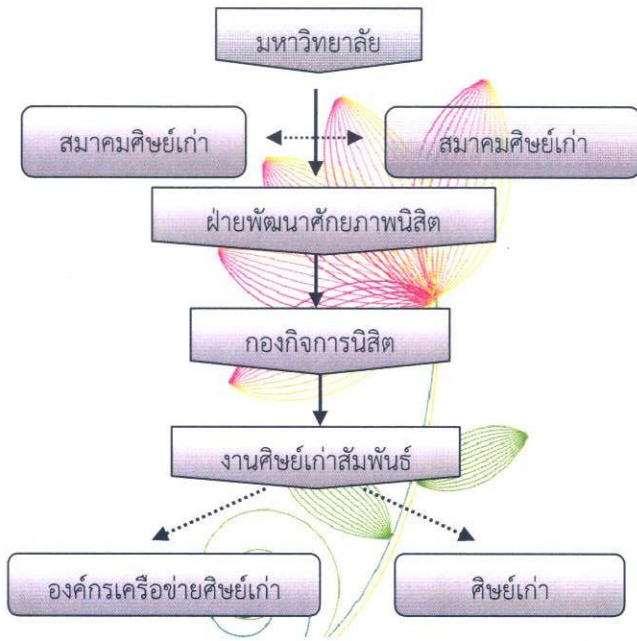 มหาวิทยาลัย
สมาคมศิษย์เก่า
สมาคมศิษย์เก่า
ฝ่ายพัฒนาศักยภาพนิสิต
กองกิจการนิสิต
งานศิษย์เก่าสัมพันธ์
องค์กรเครือข่ายศิษย์เก่า
ศิษย์เก่า